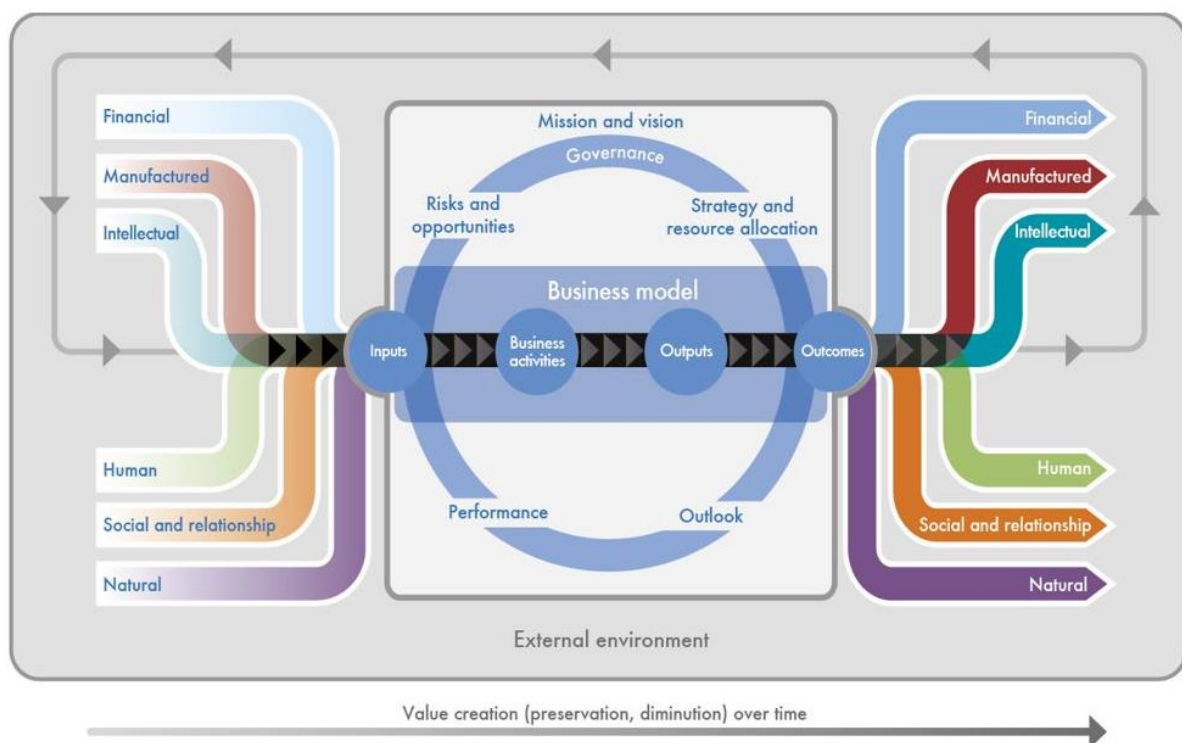 Financial
Manufactured
Intellectual
Human
Social and relationship
Natural
Mission and vision
Governance
Risks and
opportunities
Strategy and
resource allocation
Business model
Inputs
Business
activities
Outputs
Outcomes
Performance
Outlook
Financial
Manufactured
Intellectual
Human
Social and relationship
Natural
External environment
Value creation (preservation, diminution) over time